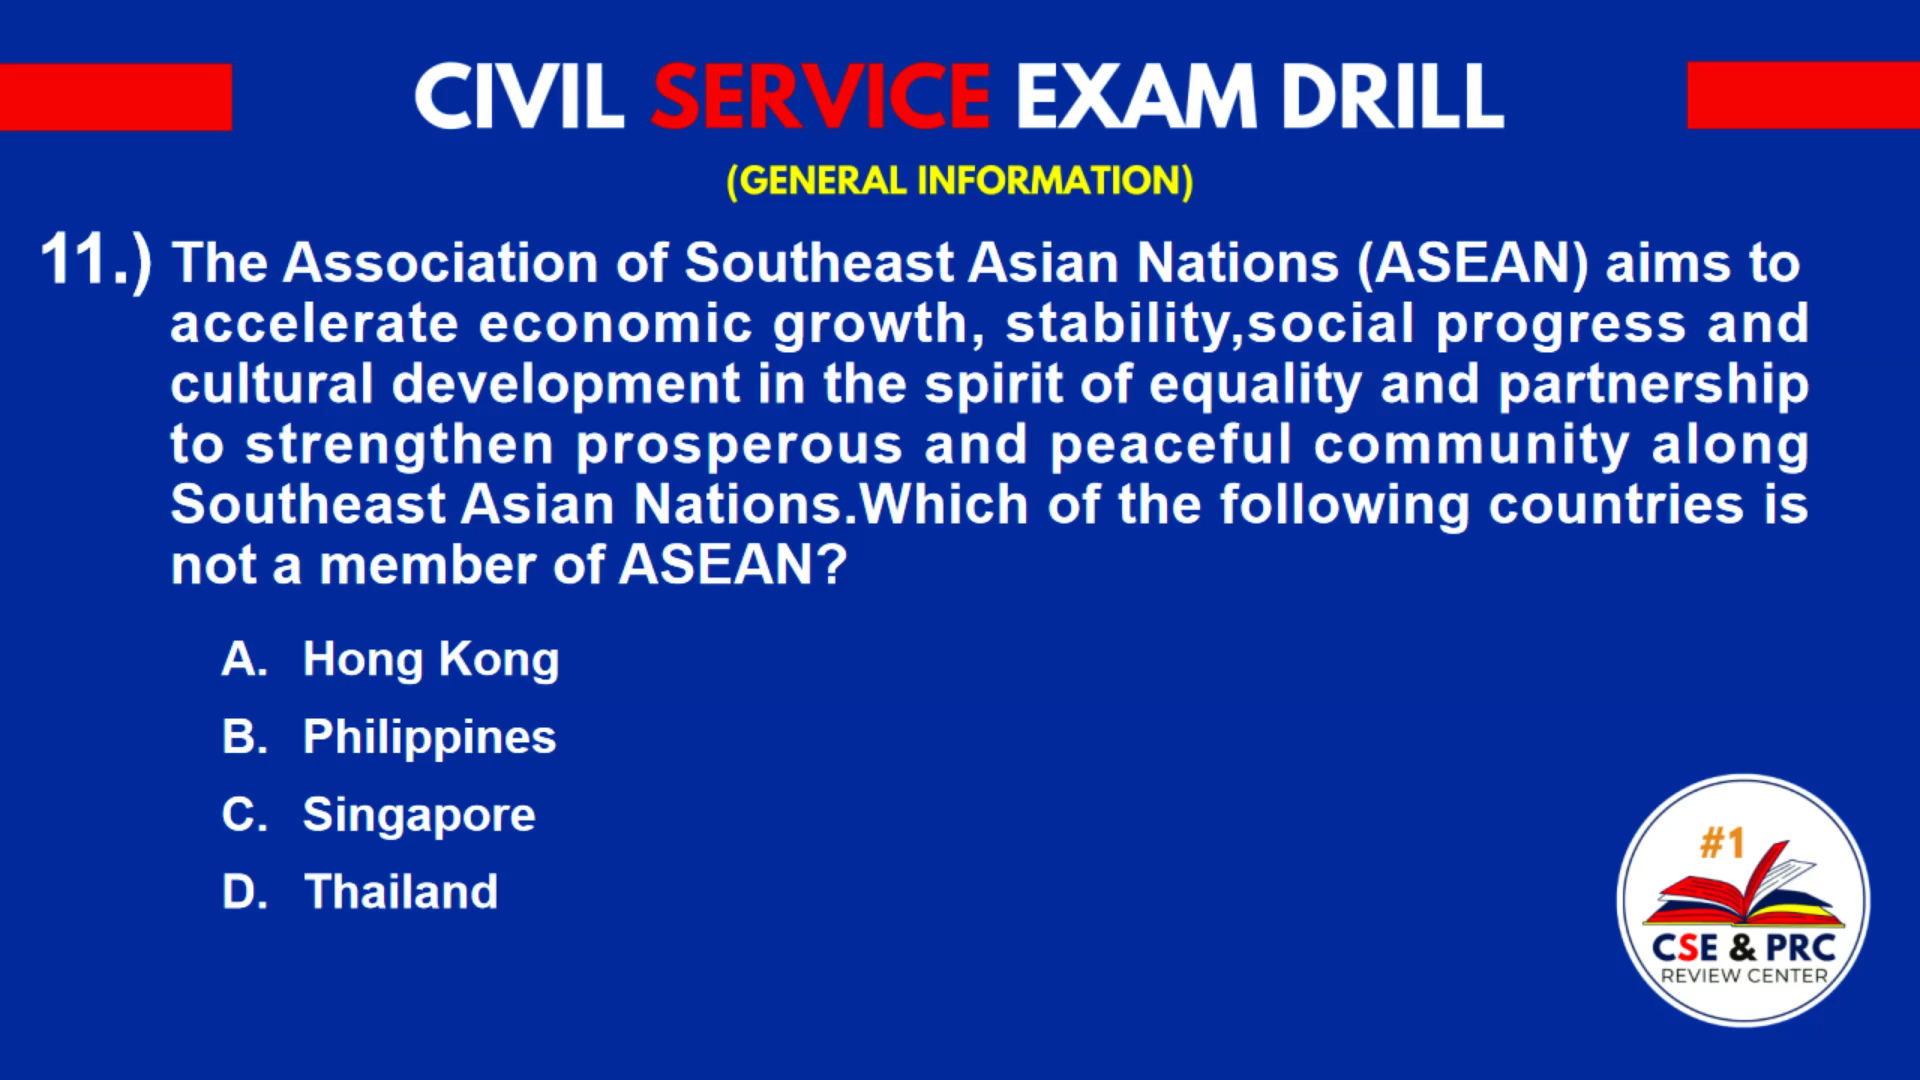 CIVIL SERVICE EXAM DRILL
(GENERAL INFORMATION)
11.) The Association of Southeast Asian Nations (ASEAN) aims to
accelerate economic growth, stability,social progress and
cultural development in the spirit of equality and partnership
to strengthen prosperous and peaceful community along
Southeast Asian Nations.Which of the following countries is
not a member of ASEAN?
A. Hong Kong
B. Philippines
C. Singapore
D. Thailand
#1
CSE & PRC
REVIEW CENTER